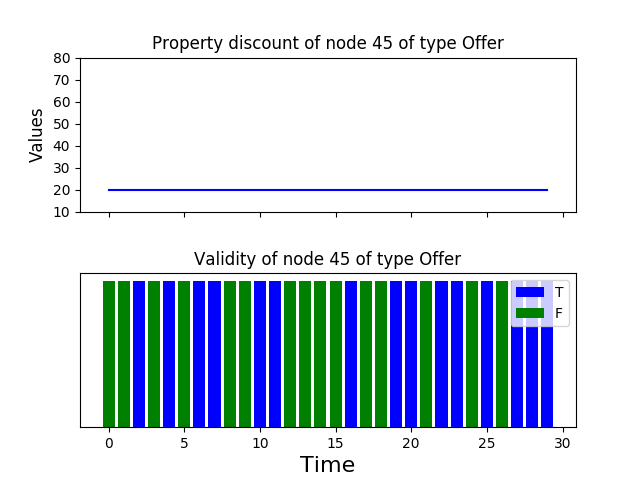 Property discount of node 45 of type Offer
80
70
60
50
40
30
20
10
Values
Validity of node 45 of type Offer
T
F
0 5 10 15 20 25 30
Time